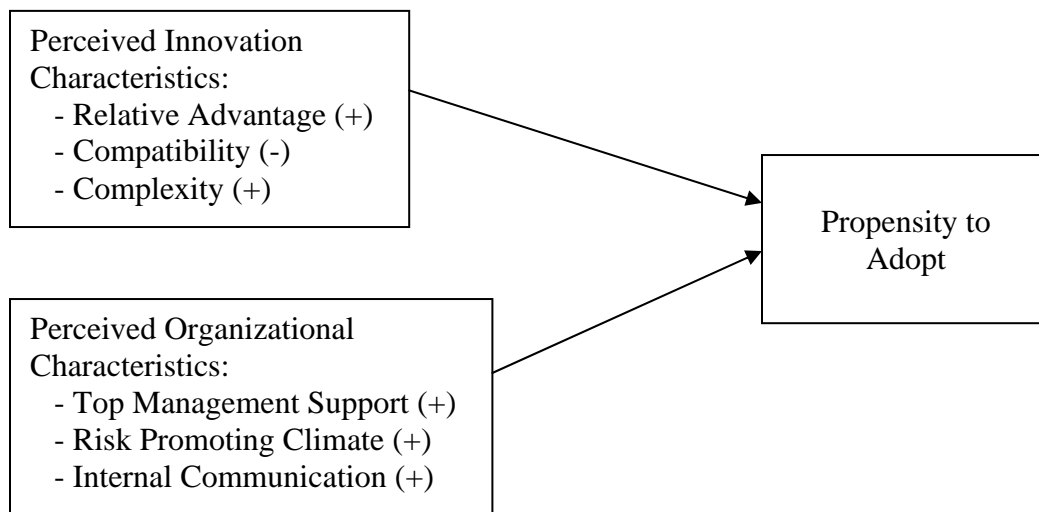 Perceived Innovation
Characteristics:
- Relative Advantage (+)
- Compatibility (-)
- Complexity (+)
Propensity to
Adopt
Perceived Organizational
Characteristics:
- Top Management Support (+)
- Risk Promoting Climate (+)
- Internal Communication (+)